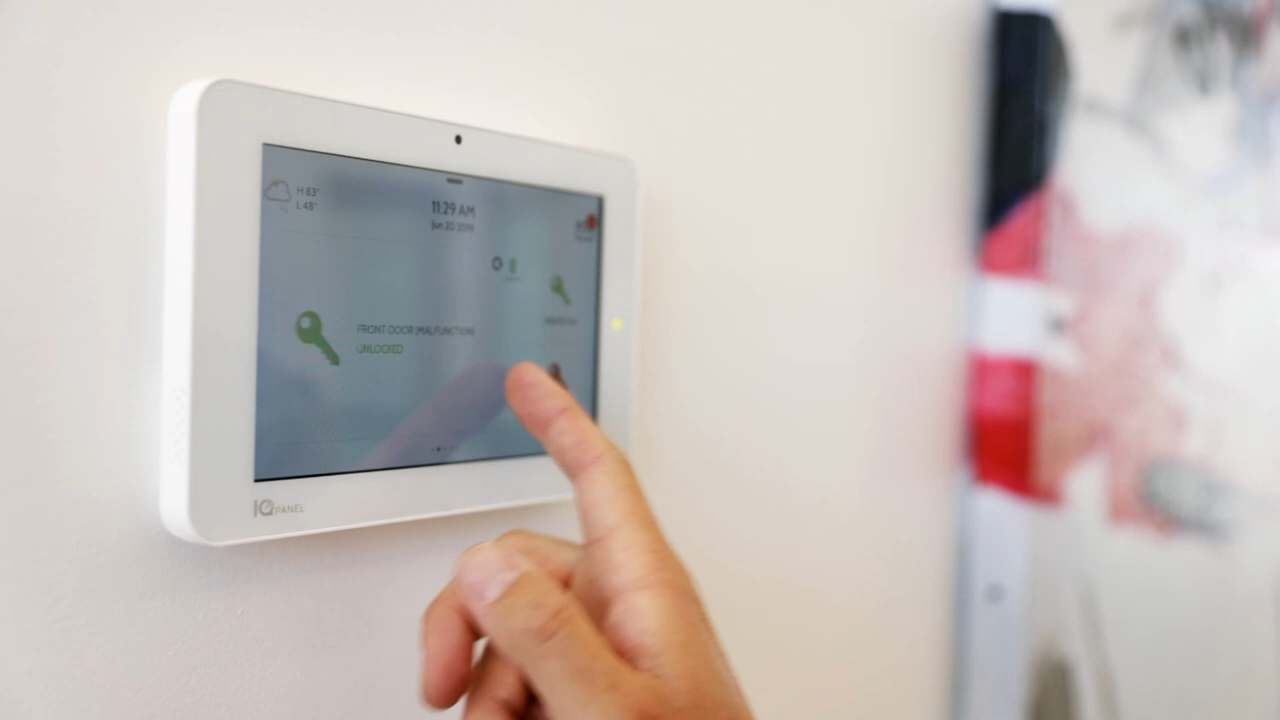 H 83°
L 48°
11:29 AM
Jun 20 2019
FRONT DOOR (MALFUNCTION)
UNLOCKED
IQ PANEL